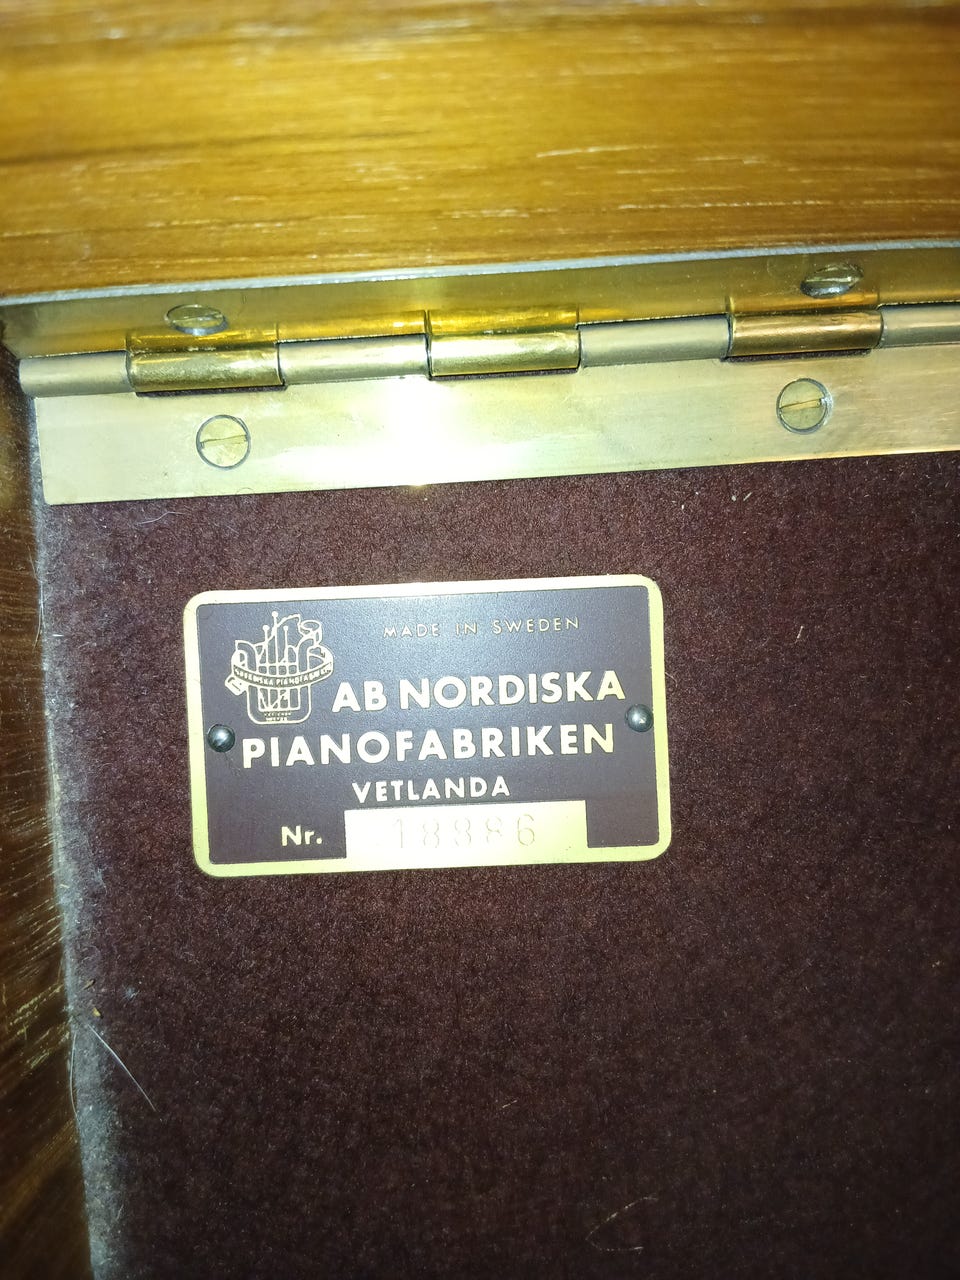 MADE IN SWEDEN
AB NORDISKA
PIANOFABRIKEN
VETLANDA
Nr. 18886